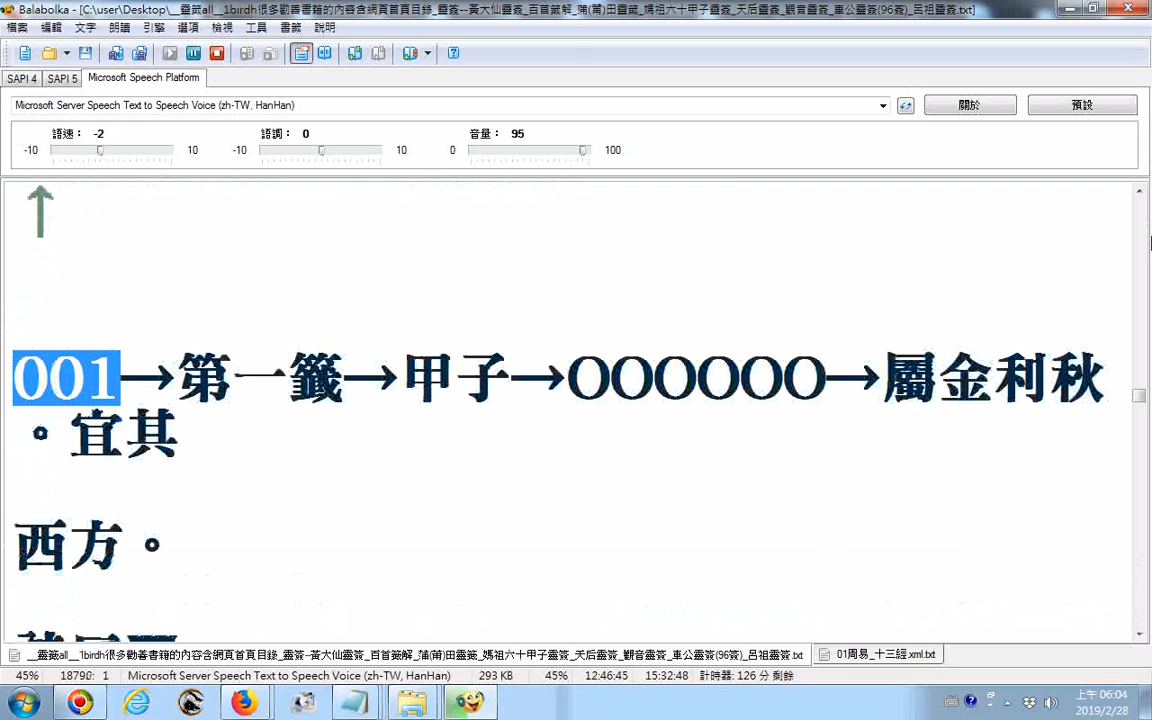 Balabolka - [C:\user\Desktop\__靈籤all__1birdh很多勸善書籍的內容含網頁首頁目錄_靈簽--黃大仙靈簽_百首籤解_蒲(莆)田靈籤_媽祖六十甲子靈簽_天后靈簽_觀音靈簽_車公靈簽(96簽)_呂祖靈簽.txt]
檔案 編輯 文字 朗讀 引擎 選項 檢視 工具 書籤 說明
SAPI 4 SAPI 5 Microsoft Speech Platform
Microsoft Server Speech Text to Speech Voice (zh-TW, HanHan) 關於 預設
語速： -2 語調： 0 音量： 95
-10 10 -10 10 0 100
↑
001→第一籤→甲子→OOOOOO→屬金利秋
。宜其
西方。
__靈籤all__1birdh很多勸善書籍的內容含網頁首頁目錄_靈簽--黃大仙靈簽_百首籤解_蒲(莆)田靈籤_媽祖六十甲子靈簽_天后靈簽_觀音靈簽_車公靈簽(96簽)_呂祖靈簽.txt 01周易_十三經.xml.txt
45% 18790: 1 Microsoft Server Speech Text to Speech Voice (zh-TW, HanHan) 293 KB 45% 12:46:45 15:32:48 計時器: 126 分 剩餘
上午 06:04
2019/2/28